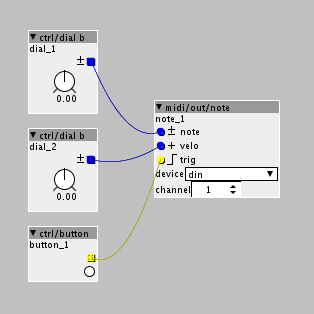 ctrl/dial b
dial_1
±
0.00
ctrl/dial b
dial_2
±
0.00
ctrl/button
button_1
midi/out/note
note_1
± note
+ velo
trig
device din
channel 1